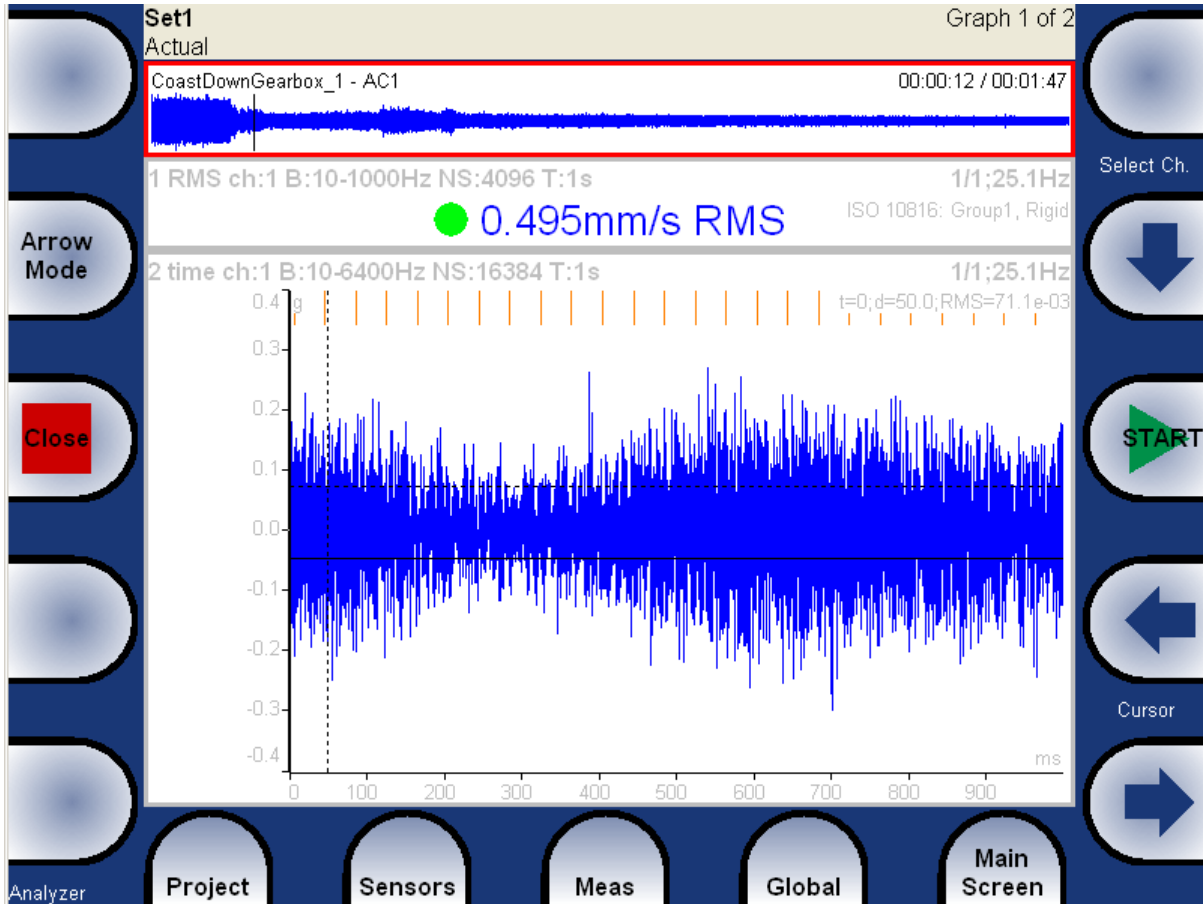 Set1
Graph 1 of 2
Actual
CoastDownGearbox_1 - AC1
00:00:12 / 00:01:47
Select Ch.
1 RMS ch:1 B:10-1000Hz NS:4096 T:1s
1/1;25.1Hz
0.495mm/s RMS
ISO 10816: Group1, Rigid
Arrow
Mode
2 time ch:1 B:10-6400Hz NS:16384 T:1s
1/1;25.1Hz
0.4
g
t=0;d=50.0;RMS=71.1e-03
0.3
0.2
Close
START
0.1
0.0
-0.1
-0.2
-0.3
Cursor
-0.4
ms
0 100 200 300 400 500 600 700 800 900
Analyzer
Project
Sensors
Meas
Global
Main
Screen